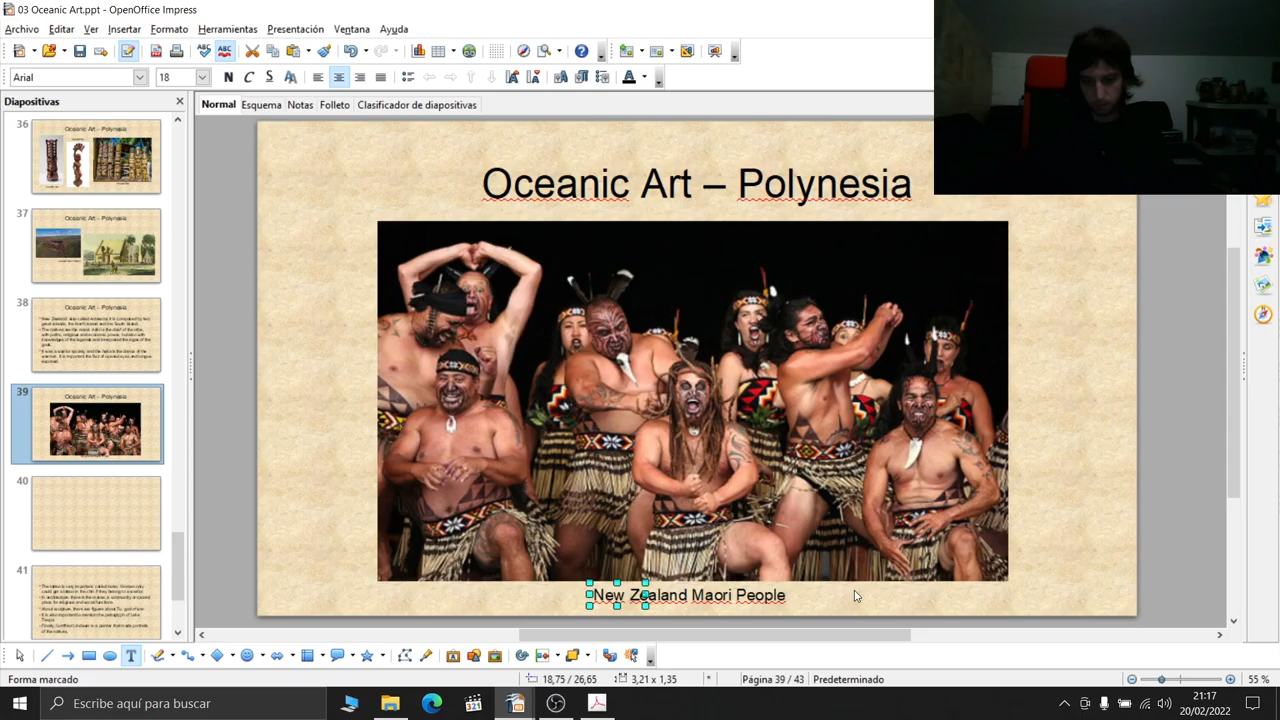 03 Oceanic Art.ppt - OpenOffice Impress
Archivo Editar Ver Insertar Formato Herramientas Presentación Ventana Ayuda
Arial 18
Diapositivas
Normal Esquema Notas Folleto Clasificador de diapositivas
36
Oceanic Art – Polynesia
37
Oceanic Art – Polynesia
38
Oceanic Art – Polynesia
39
Oceanic Art – Polynesia
40
41
Oceanic Art – Polynesia
New Zealand Maori People
Forma marcado
18,75 / 26,65
3,21 x 1,35
*
Página 39 / 43
Predeterminado
55 %
Escribe aquí para buscar
321
21:17
20/02/2022